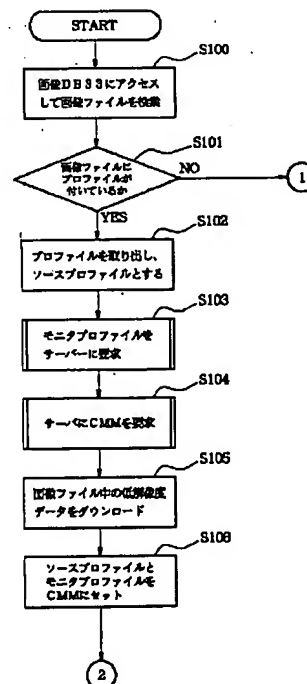 START
S100
画像DB33にアクセス
して画像ファイルを検索
S101
画像ファイルに
プロファイルが
付いているか
NO
1
YES
S102
プロファイルを取り出し、
ソースプロファイルとする
S103
モニタプロファイルを
サーバーに要求
S104
サーバにCMMを要求
S105
画像ファイル中の低解像度
データをダウンロード
S106
ソースプロファイルと
モニタプロファイルを
CMMにセット
2